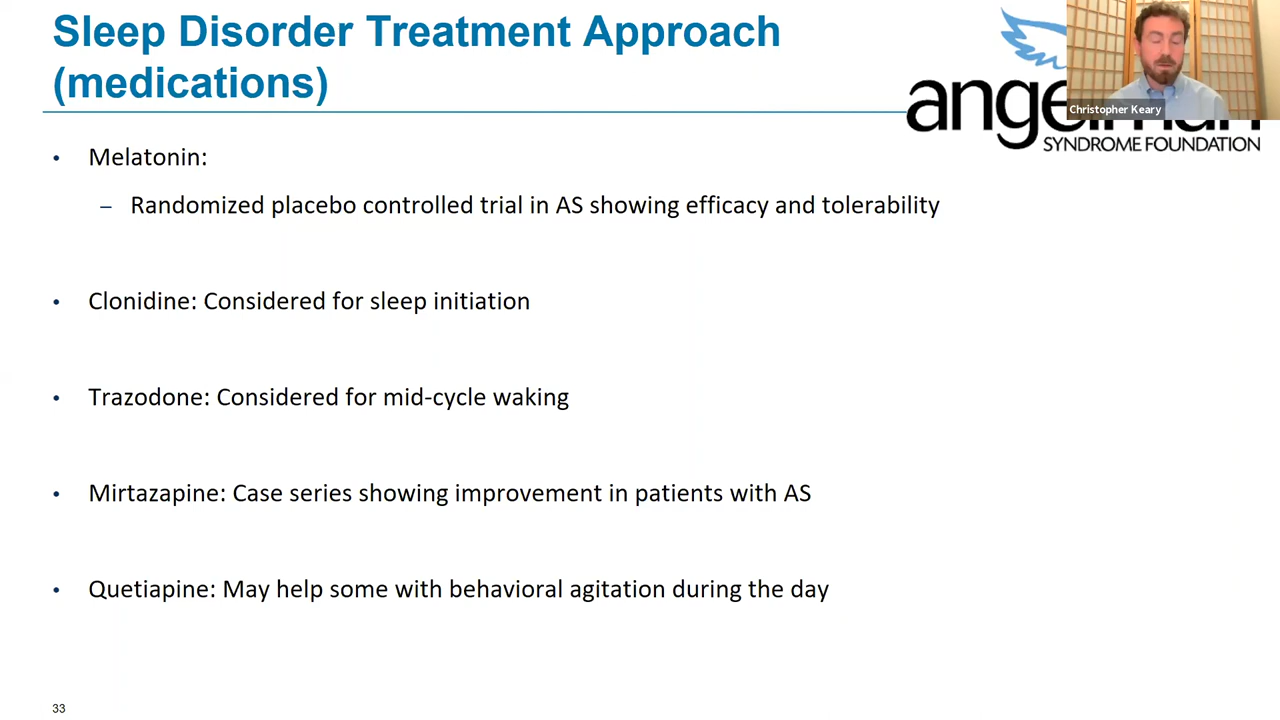 Sleep Disorder Treatment Approach
(medications)
angelman
SYNDROME FOUNDATION
Christopher Keary
• Melatonin:
– Randomized placebo controlled trial in AS showing efficacy and tolerability
• Clonidine: Considered for sleep initiation
• Trazodone: Considered for mid-cycle waking
• Mirtazapine: Case series showing improvement in patients with AS
• Quetiapine: May help some with behavioral agitation during the day
33